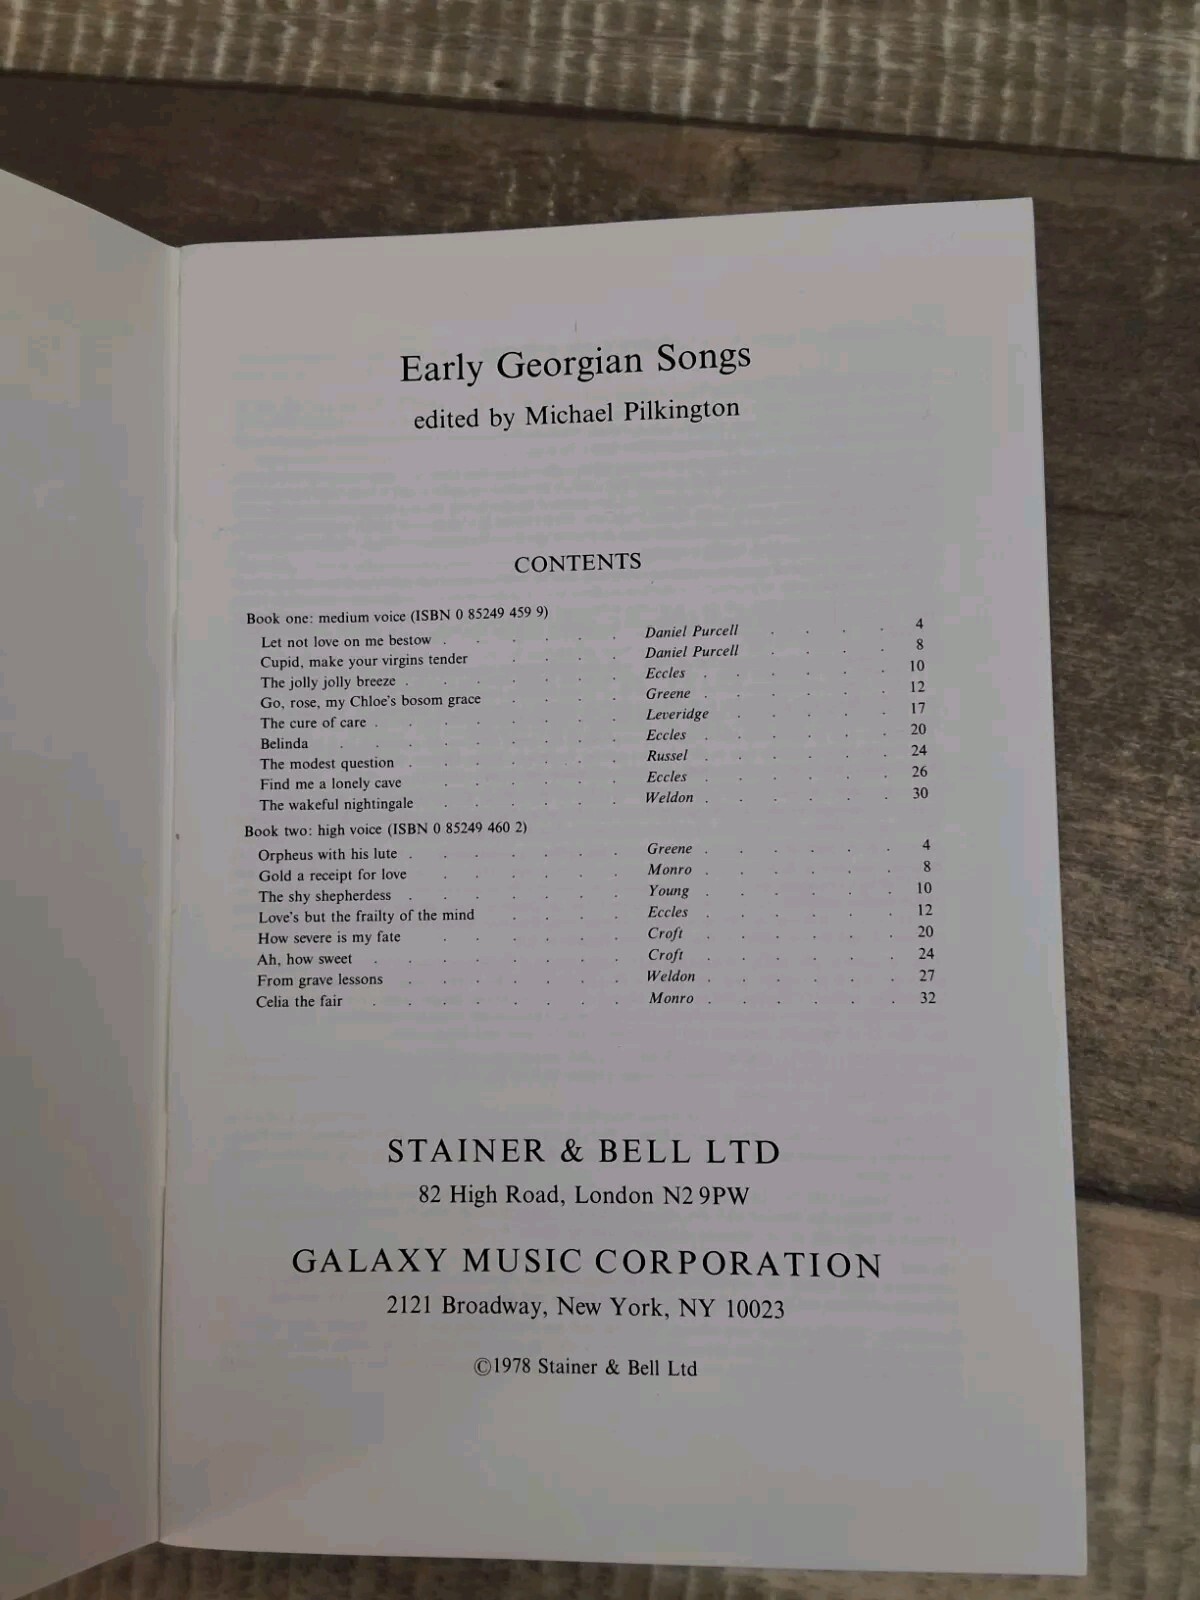 Early Georgian Songs
edited by Michael Pilkington
CONTENTS
Book one: medium voice (ISBN 0 85249 459 9)
Let not love on me bestow . . . . . . Daniel Purcell . . . . 4
Cupid, make your virgins tender . . . . Daniel Purcell . . . . 8
The jolly jolly breeze . . . . . . . Eccles . . . . . 10
Go, rose, my Chloe's bosom grace . . . . Greene . . . . . 12
The cure of care . . . . . . . . Leveridge . . . . . 17
Belinda . . . . . . . . Eccles . . . . . 20
The modest question . . . . . . . Russel . . . . . 24
Find me a lonely cave . . . . . . Eccles . . . . . 26
The wakeful nightingale . . . . . . Weldon . . . . . 30
Book two: high voice (ISBN 0 85249 460 2)
Orpheus with his lute . . . . . . . Greene . . . . . . 4
Gold a receipt for love . . . . . . Monro . . . . . . 8
The shy shepherdess . . . . . . . Young . . . . . . 10
Love's but the frailty of the mind . . . . Eccles . . . . . . 12
How severe is my fate . . . . . . Croft . . . . . . 20
Ah, how sweet . . . . . . . . Croft . . . . . . 24
From grave lessons . . . . . . . Weldon . . . . . . 27
Celia the fair . . . . . . . . Monro . . . . . . 32
STAINER & BELL LTD
82 High Road, London N2 9PW
GALAXY MUSIC CORPORATION
2121 Broadway, New York, NY 10023
©1978 Stainer & Bell Ltd